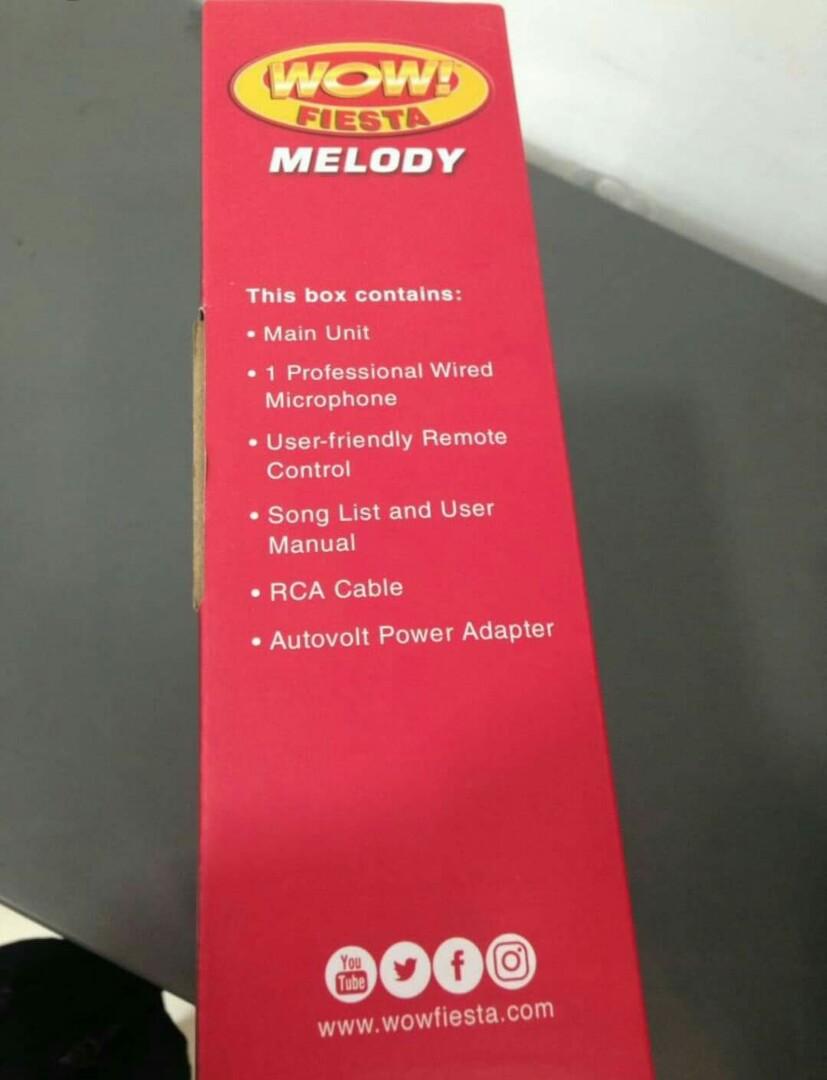 WOW!
FIESTA
MELODY
This box contains:
• Main Unit
• 1 Professional Wired
Microphone
• User-friendly Remote
Control
• Song List and User
Manual
• RCA Cable
• Autovolt Power Adapter
You
Tube
www.wowfiesta.com